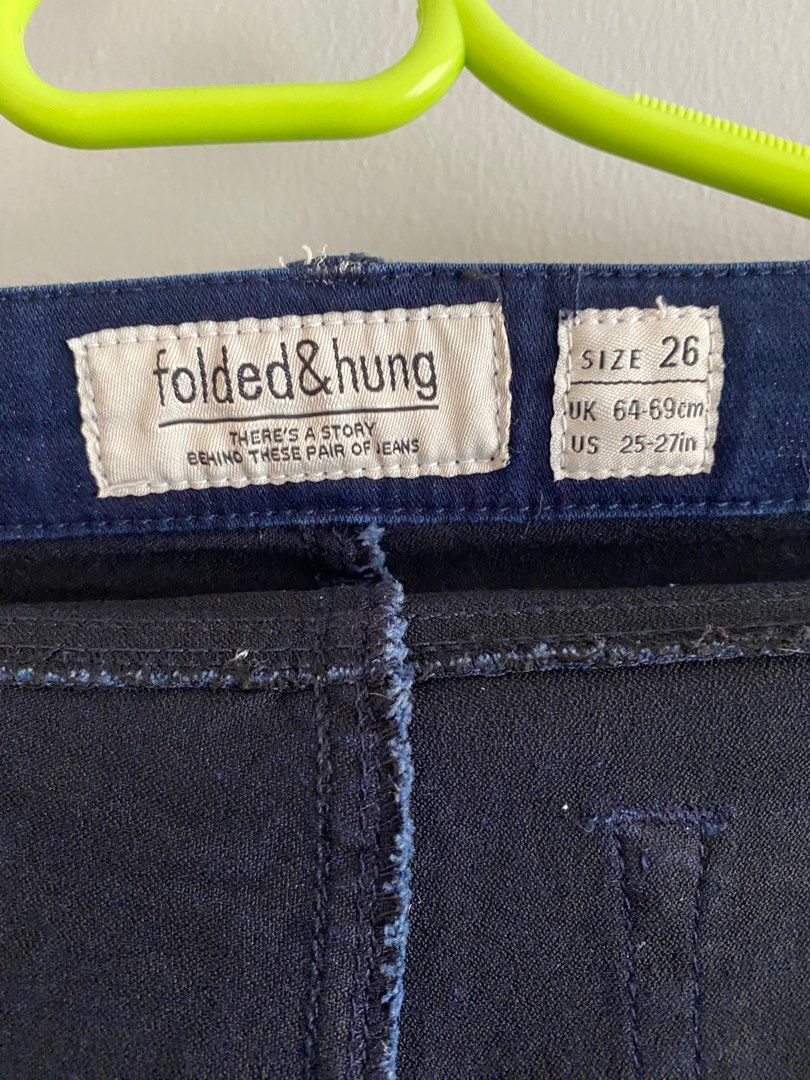 folded&hung
THERE'S A STORY
BEHIND THESE PAIR OF JEANS
SIZE 26
UK 64-69cm
US 25-27in